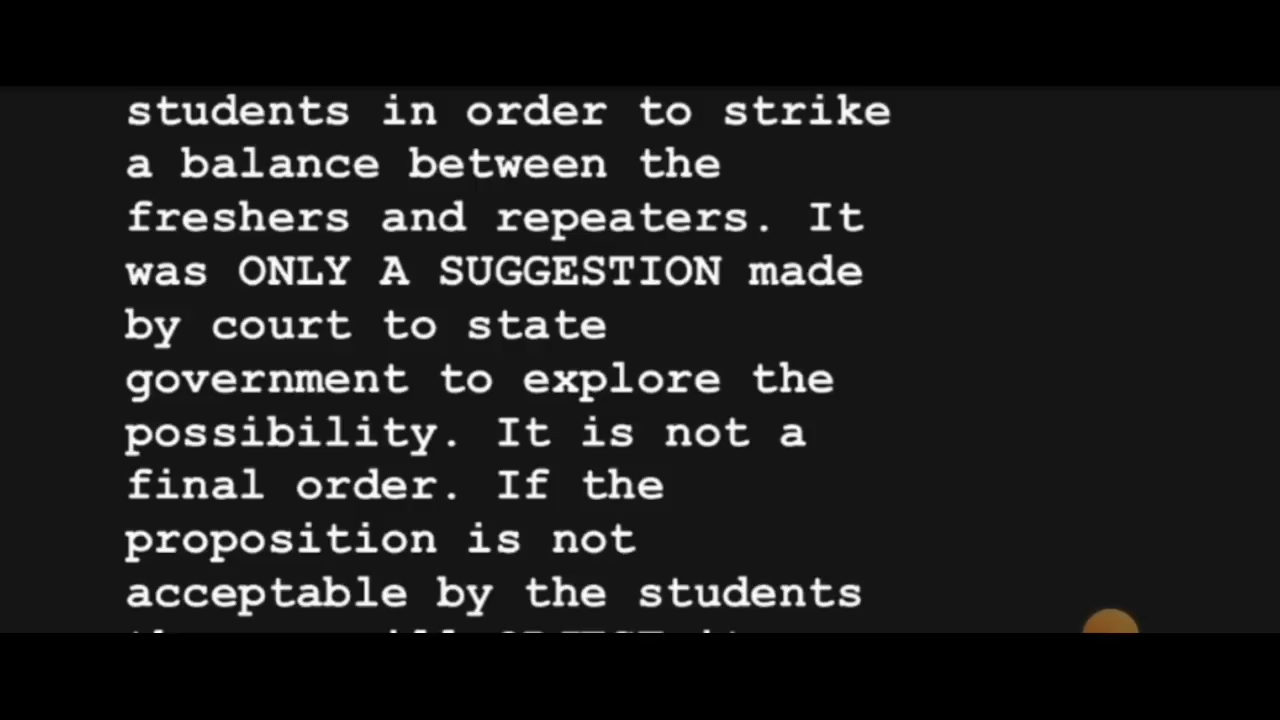 students in order to strike
a balance between the
freshers and repeaters. It
was ONLY A SUGGESTION made
by court to state
government to explore the
possibility. It is not a
final order. If the
proposition is not
acceptable by the students